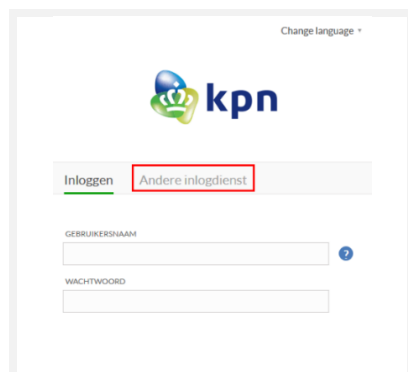 Change language
kpn
Inloggen Andere inlogdienst
GEBRUIKERSNAAM
?
WACHTWOORD